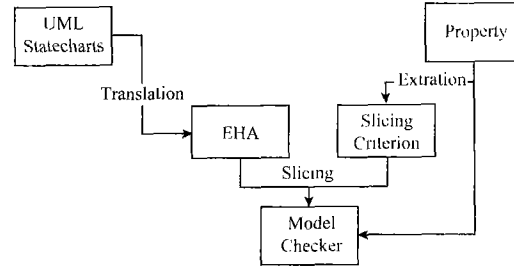 UML
Statecharts
Property
Translation
Extration
EHA
Slicing
Criterion
Slicing
Model
Checker